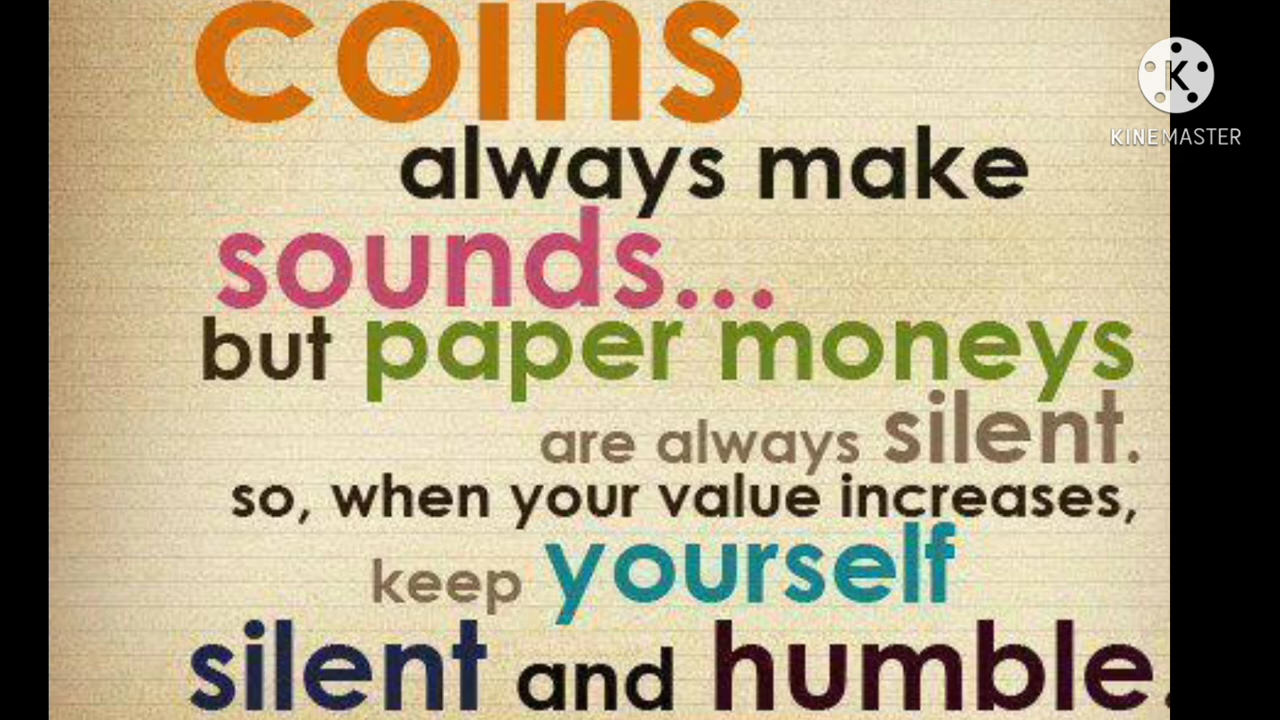 coins
always make
sounds...
but paper moneys
are always silent.
so, when your value increases,
keep yourself
silent and humble.
KINEMASTER